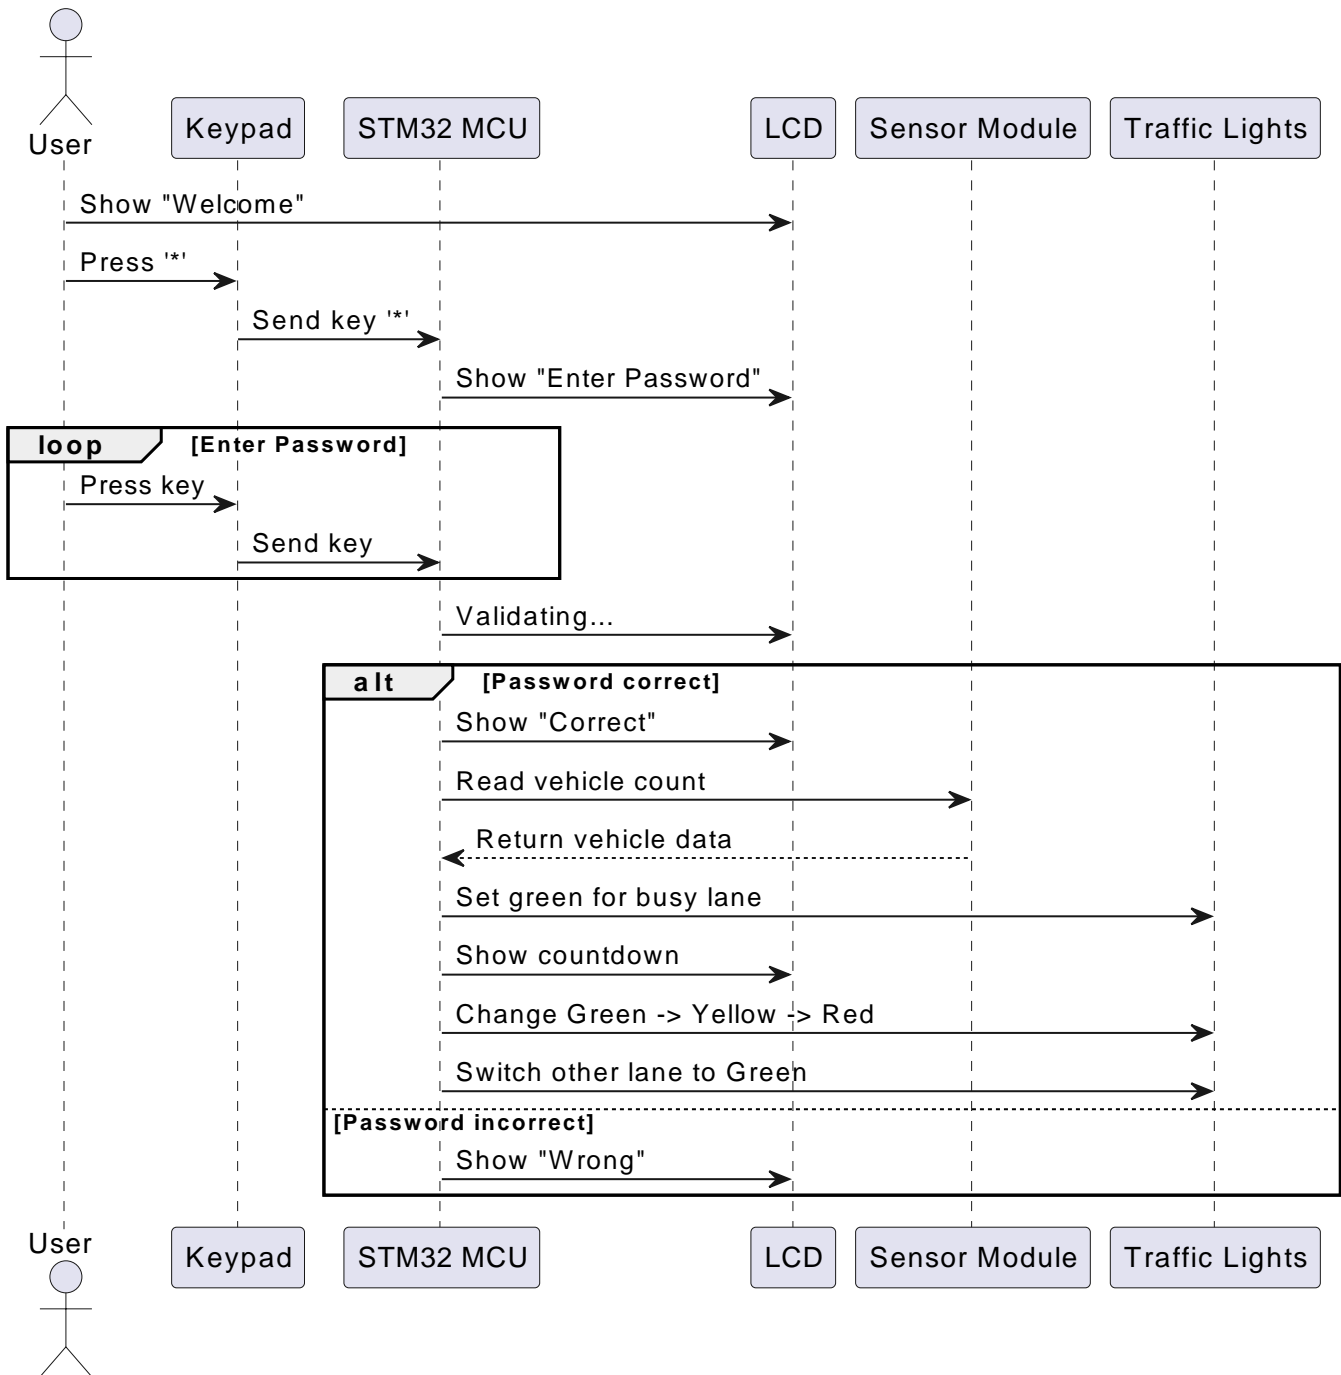 User
Keypad
STM32 MCU
LCD
Sensor Module
Traffic Lights
Show "Welcome"
Press '*'
Send key '*'
Show "Enter Password"
loop [Enter Password]
Press key
Send key
Validating...
alt [Password correct]
Show "Correct"
Read vehicle count
Return vehicle data
Set green for busy lane
Show countdown
Change Green -> Yellow -> Red
Switch other lane to Green
[Password incorrect]
Show "Wrong"
User
Keypad
STM32 MCU
LCD
Sensor Module
Traffic Lights